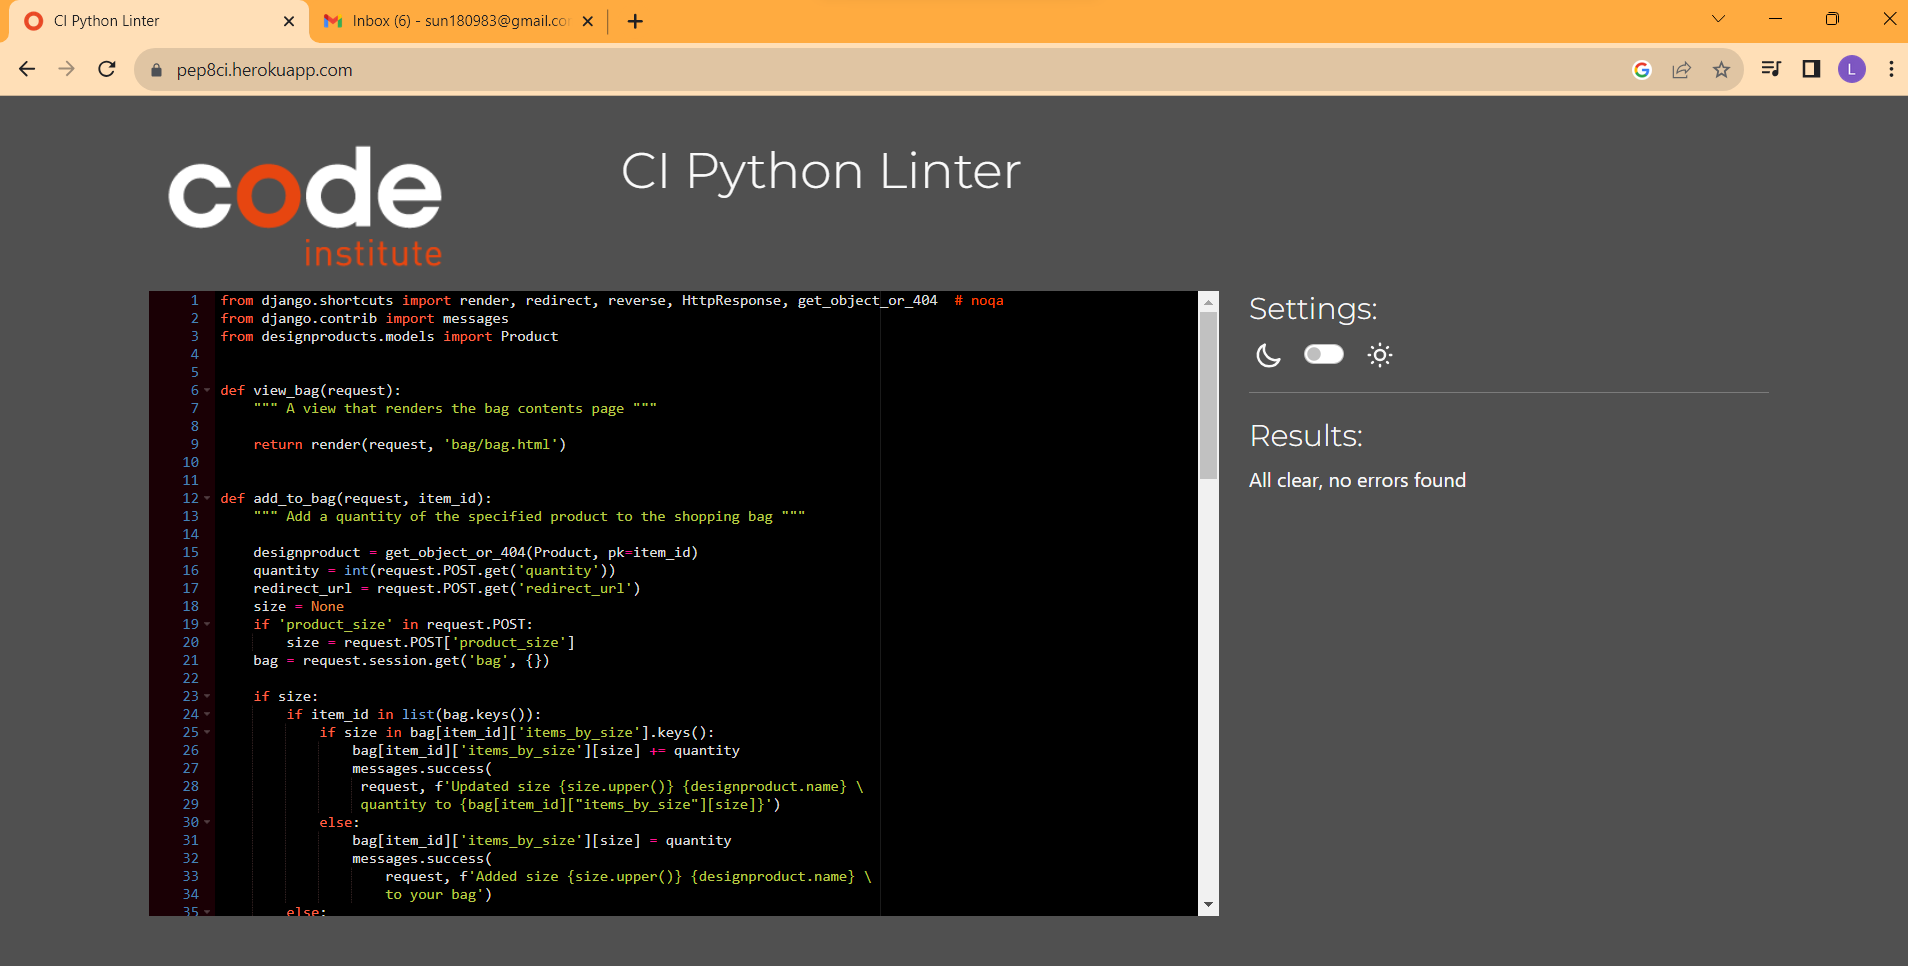 CI Python Linter
Inbox (6) - sun180983@gmail.co
pep8ci.herokuapp.com
L
code
institute
CI Python Linter
1 from django.shortcuts import render, redirect, reverse, HttpResponse, get_object_or_404  # noqa
2 from django.contrib import messages
3 from designproducts.models import Product
4
5
6 def view_bag(request):
7     """ A view that renders the bag contents page """
8
9     return render(request, 'bag/bag.html')
10
11
12 def add_to_bag(request, item_id):
13     """ Add a quantity of the specified product to the shopping bag """
14
15     designproduct = get_object_or_404(Product, pk=item_id)
16     quantity = int(request.POST.get('quantity'))
17     redirect_url = request.POST.get('redirect_url')
18     size = None
19     if 'product_size' in request.POST:
20         size = request.POST['product_size']
21     bag = request.session.get('bag', {})
22
23     if size:
24         if item_id in list(bag.keys()):
25             if size in bag[item_id]['items_by_size'].keys():
26                 bag[item_id]['items_by_size'][size] += quantity
27                 messages.success(
28                  request, f'Updated size {size.upper()} {designproduct.name} \
29                  quantity to {bag[item_id]["items_by_size"][size]}')
30             else:
31                 bag[item_id]['items_by_size'][size] = quantity
32                 messages.success(
33                     request, f'Added size {size.upper()} {designproduct.name} \
34                     to your bag')
35         else:
Settings:
Results:
All clear, no errors found